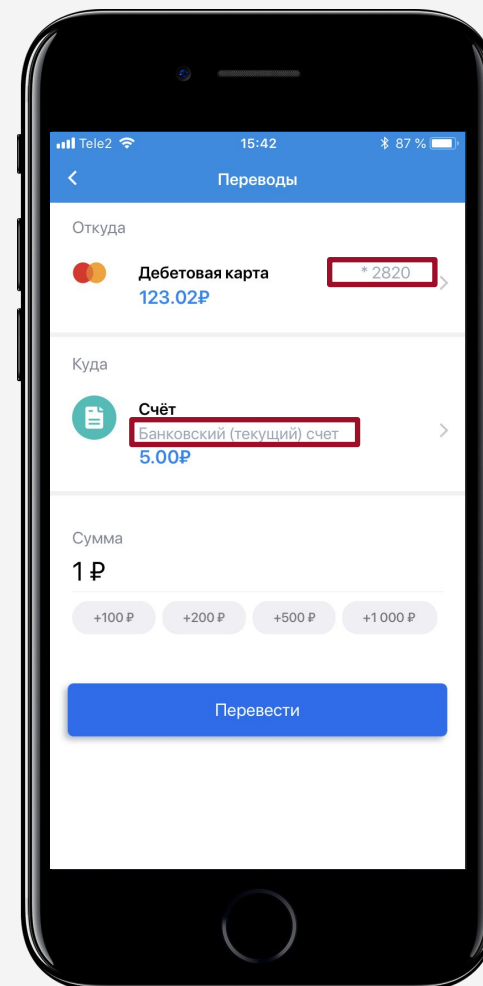 Tele2 15:42 87 %
Переводы
Откуда
Дебетовая карта * 2820
123.02₽
Куда
Счёт
Банковский (текущий) счет
5.00₽
Сумма
1 ₽
+100 ₽ +200 ₽ +500 ₽ +1 000 ₽
Перевести